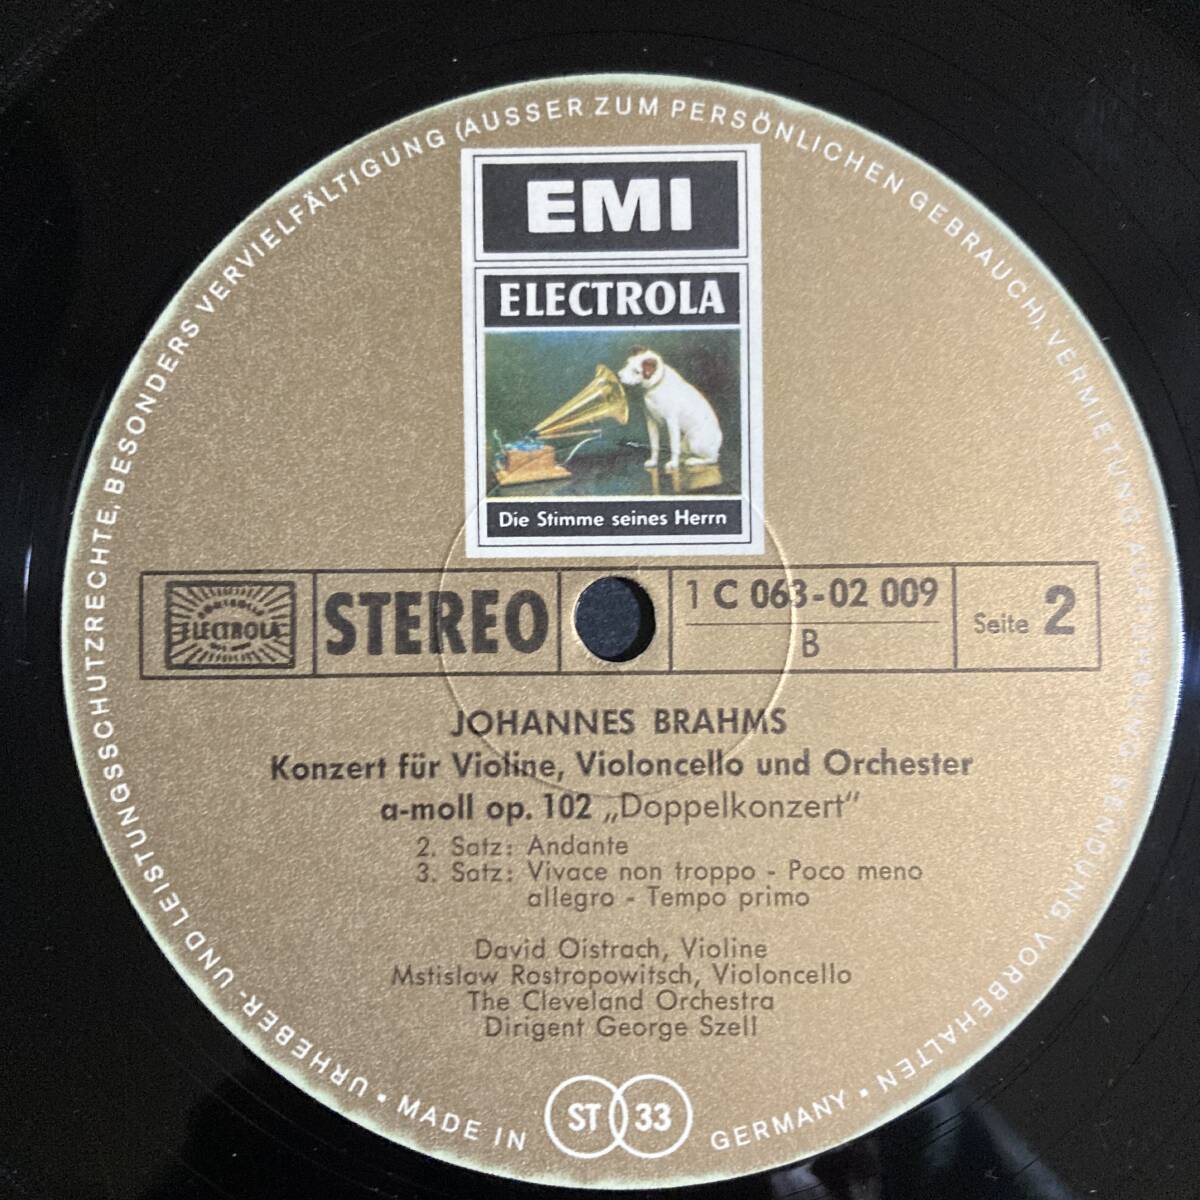 EMI
ELECTROLA
Die Stimme seines Herrn
ELECTROLA
STEREO
1 C 063-02 009
B
Seite 2
JOHANNES BRAHMS
Konzert für Violine, Violoncello und Orchester
a-moll op. 102 „Doppelkonzert“
2. Satz: Andante
3. Satz: Vivace non troppo - Poco meno
allegro - Tempo primo
David Oistrach, Violine
Mstislaw Rostropowitsch, Violoncello
The Cleveland Orchestra
Dirigent George Szell
ST 33
MADE IN GERMANY
▪ URHEBER- UND LEISTUNGSSCHUTZRECHTE, BESONDERS VERVIELFÄLTIGUNG (AUSSER ZUM PERSÖNLICHEN GEBRAUCH), VERMIETUNG, AUFFÜHRUNG, SENDUNG, VORBEHALTEN ▪